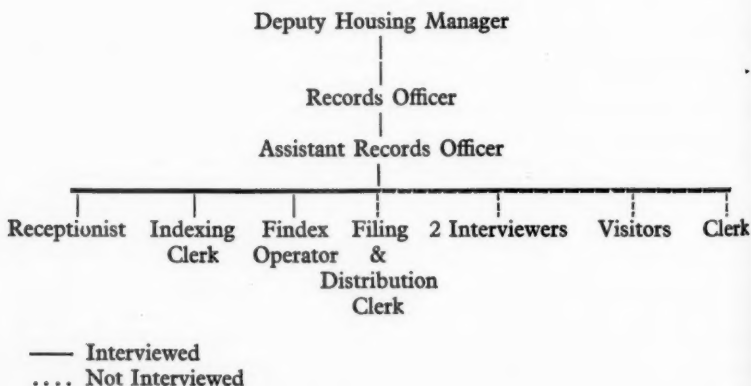 Deputy Housing Manager
Records Officer
Assistant Records Officer
Receptionist Indexing Findex Filing 2 Interviewers Visitors Clerk
Clerk Operator &
Distribution
Clerk
—— Interviewed
.... Not Interviewed